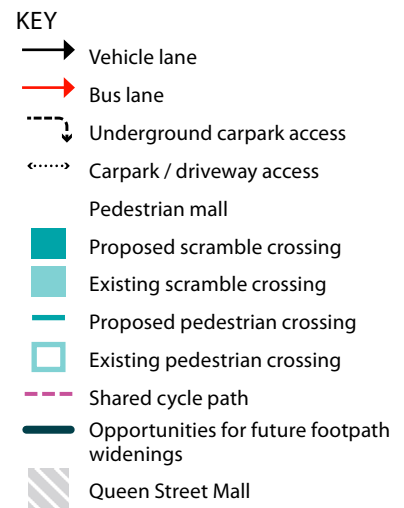 KEY
Vehicle lane
Bus lane
Underground carpark access
Carpark / driveway access
Pedestrian mall
Proposed scramble crossing
Existing scramble crossing
Proposed pedestrian crossing
Existing pedestrian crossing
Shared cycle path
Opportunities for future footpath
widenings
Queen Street Mall